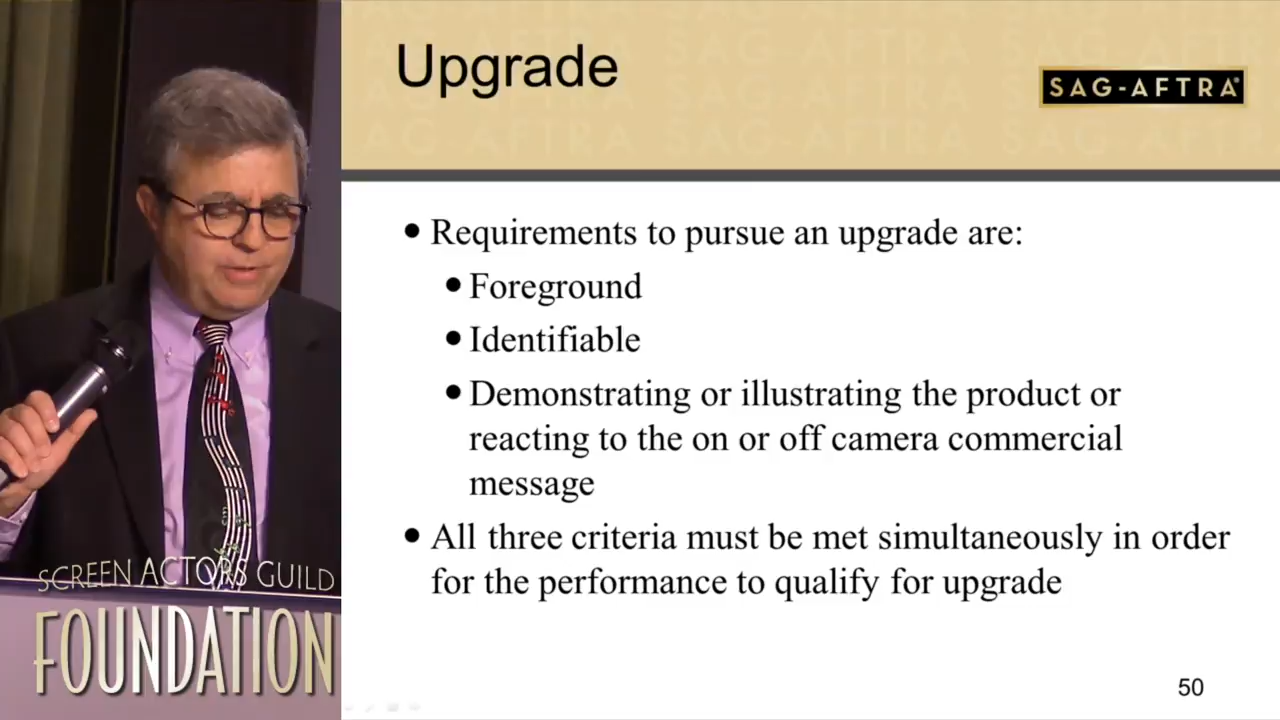 Upgrade
SAG-AFTRA®
Requirements to pursue an upgrade are:
Foreground
Identifiable
Demonstrating or illustrating the product or
reacting to the on or off camera commercial
message
All three criteria must be met simultaneously in order
for the performance to qualify for upgrade
50
SCREEN ACTORS GUILD
FOUNDATION